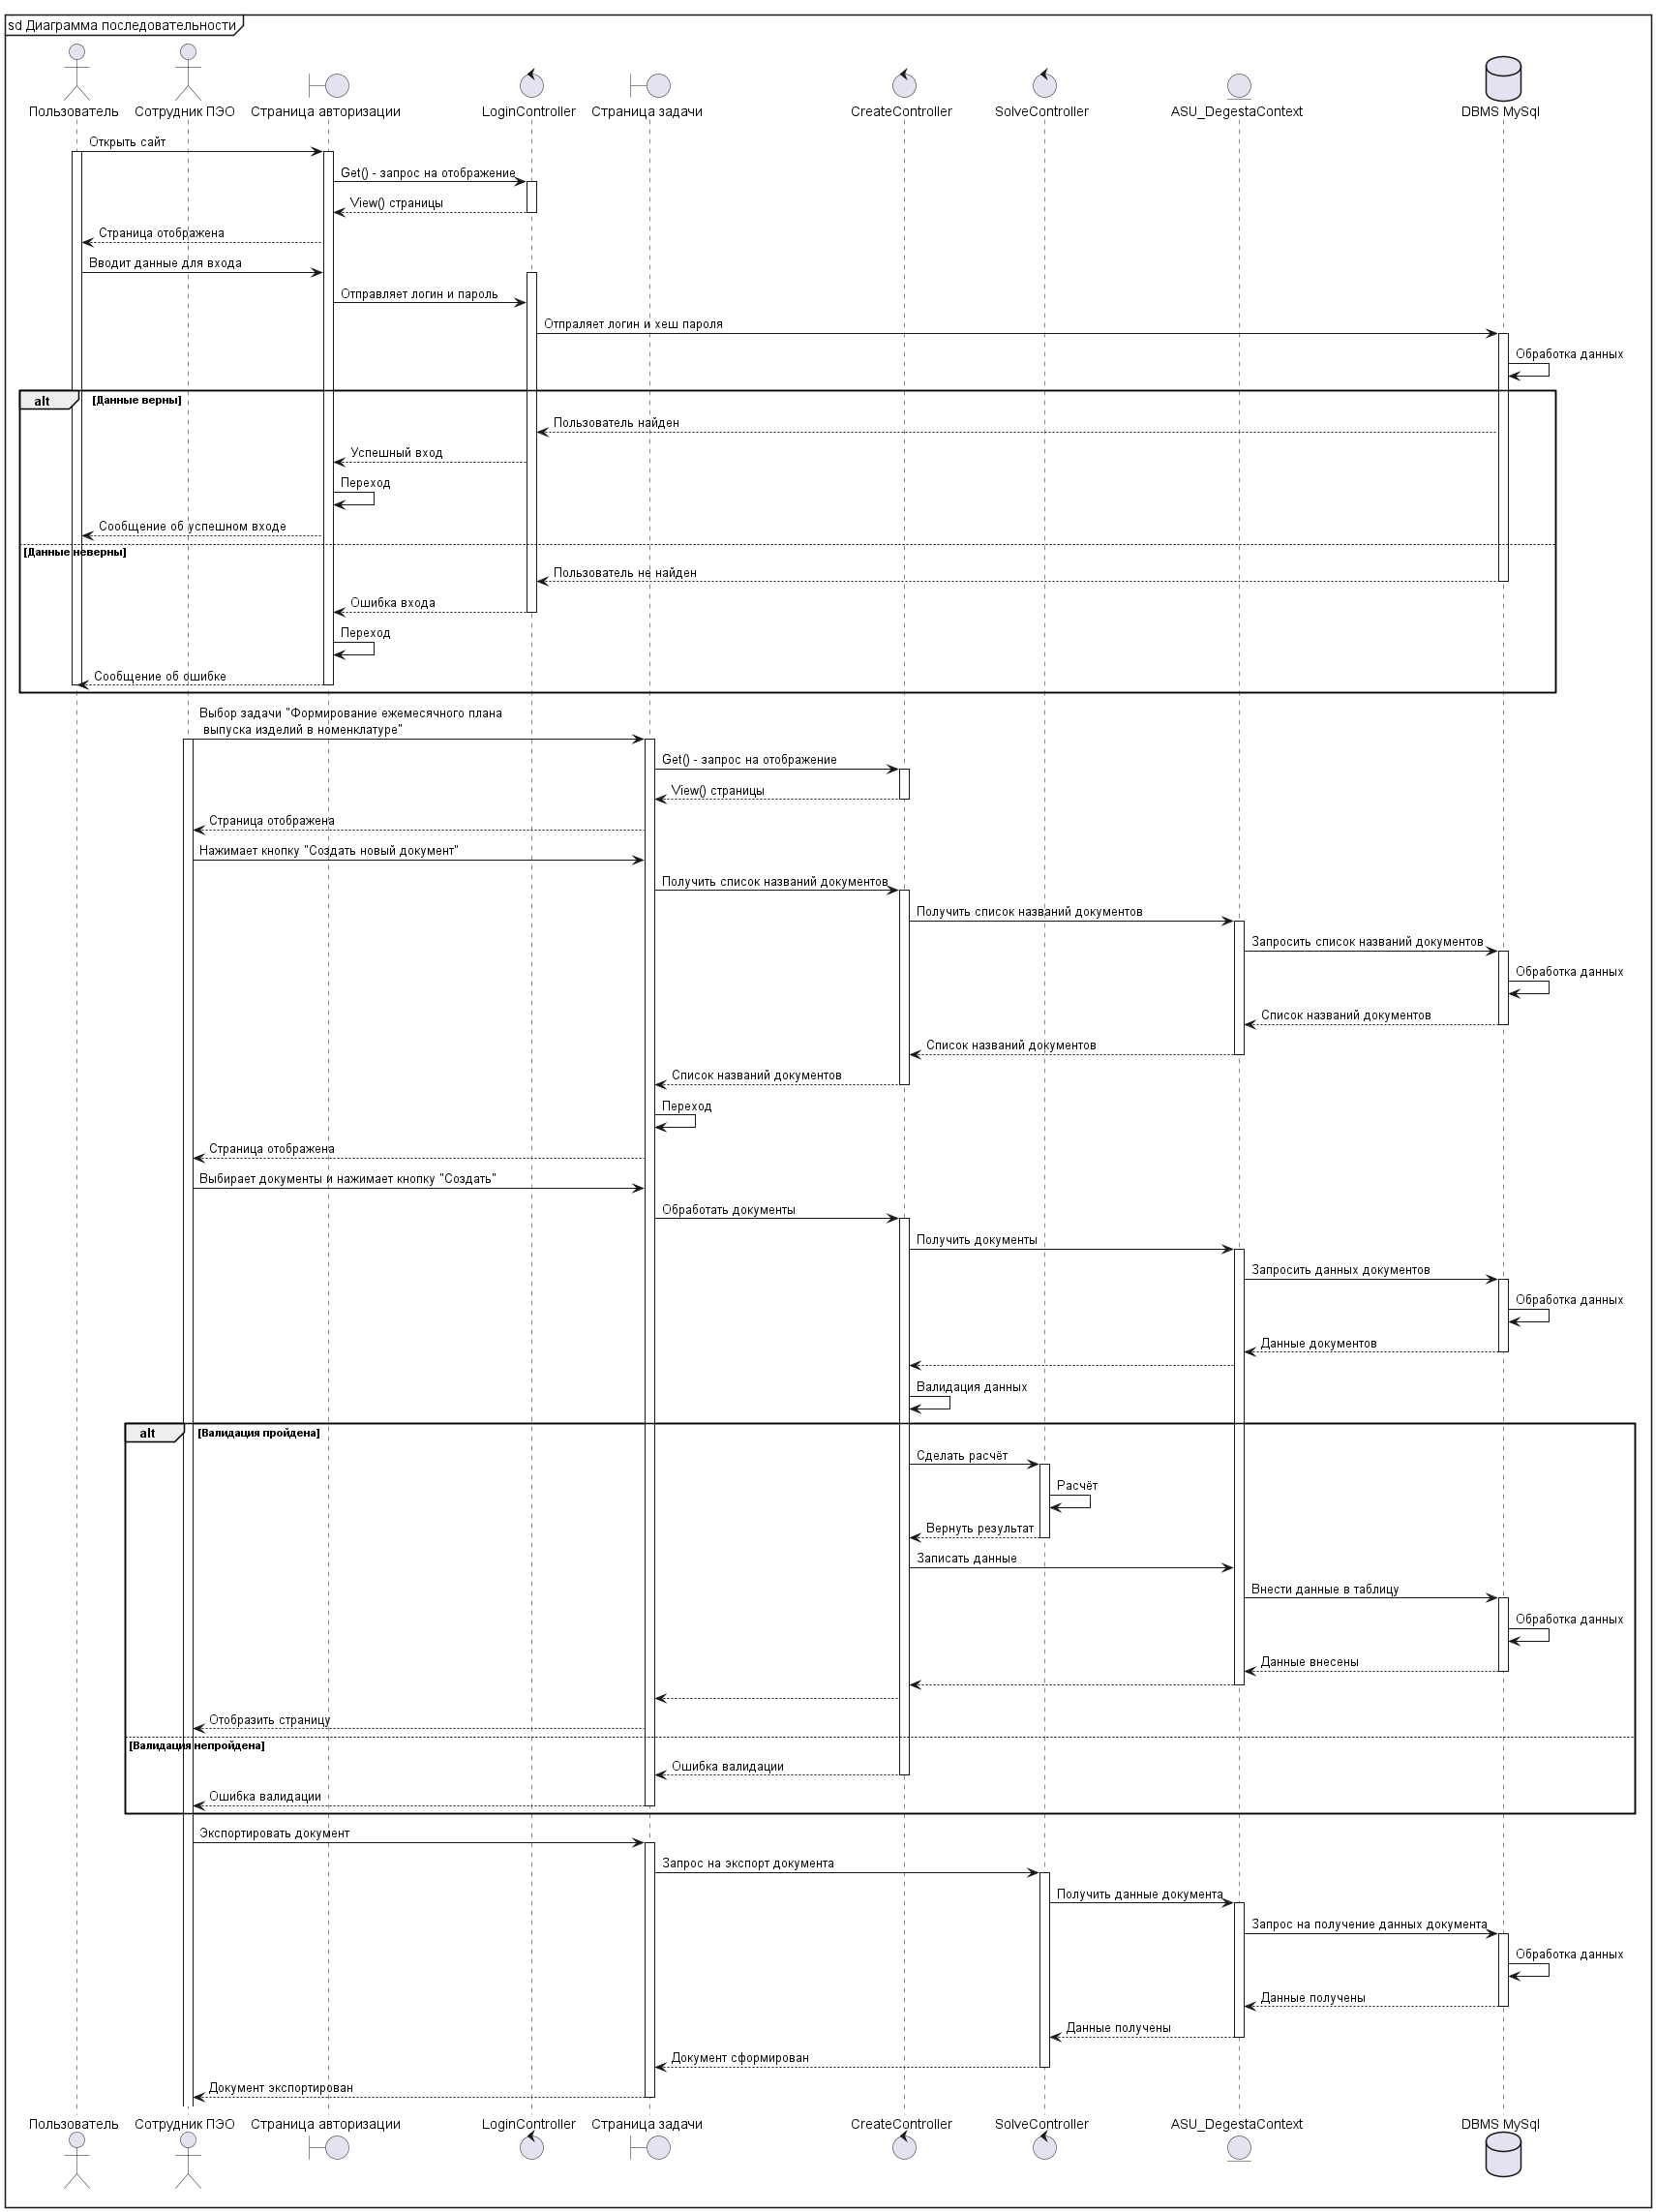 sd Диаграмма последовательности
Пользователь
Сотрудник ПЭО
Страница авторизации
LoginController
Страница задачи
CreateController
SolveController
ASU_DegestaContext
DBMS MySql
Открыть сайт
Get() - запрос на отображение
View() страницы
Страница отображена
Вводит данные для входа
Отправляет логин и пароль
Отпраляет логин и хеш пароля
Обработка данных
alt
[Данные верны]
Пользователь найден
Успешный вход
Переход
Сообщение об успешном входе
[Данные неверны]
Пользователь не найден
Ошибка входа
Переход
Сообщение об ошибке
Выбор задачи "Формирование ежемесячного плана
выпуска изделий в номенклатуре"
Get() - запрос на отображение
View() страницы
Страница отображена
Нажимает кнопку "Создать новый документ"
Получить список названий документов
Получить список названий документов
Запросить список названий документов
Обработка данных
Список названий документов
Список названий документов
Список названий документов
Переход
Страница отображена
Выбирает документы и нажимает кнопку "Создать"
Обработать документы
Получить документы
Запросить данных документов
Обработка данных
Данные документов
Валидация данных
alt
[Валидация пройдена]
Сделать расчёт
Расчёт
Вернуть результат
Записать данные
Внести данные в таблицу
Обработка данных
Данные внесены
Отобразить страницу
[Валидация непройдена]
Ошибка валидации
Ошибка валидации
Экспортировать документ
Запрос на экспорт документа
Получить данные документа
Запрос на получение данных документа
Обработка данных
Данные получены
Данные получены
Документ сформирован
Документ экспортирован
Пользователь
Сотрудник ПЭО
Страница авторизации
LoginController
Страница задачи
CreateController
SolveController
ASU_DegestaContext
DBMS MySql